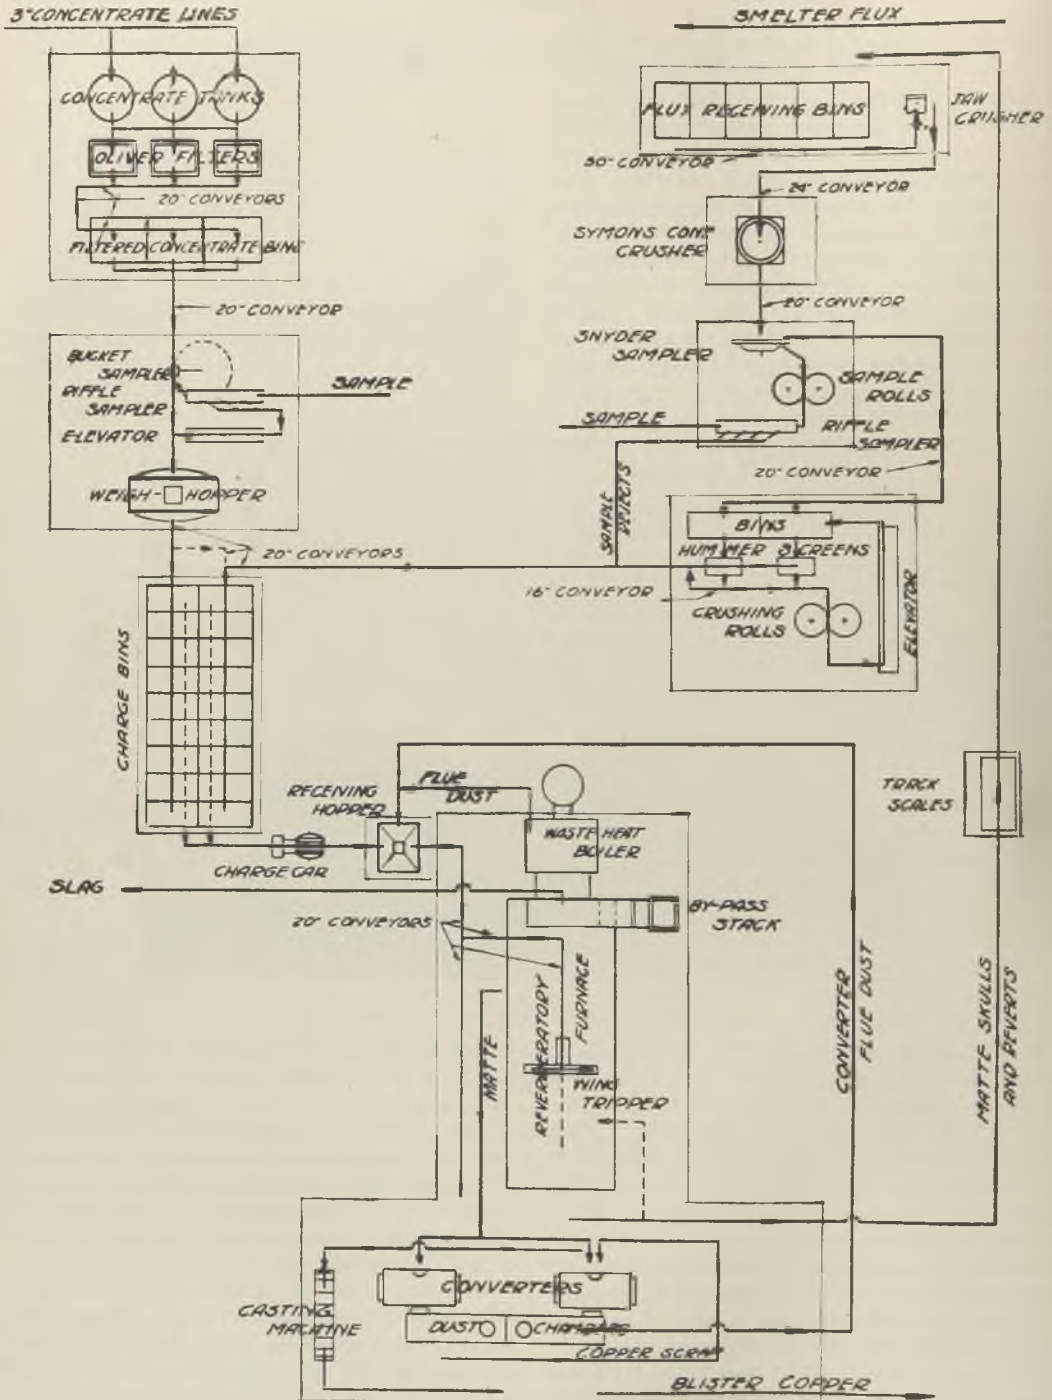 3" CONCENTRATE LINES
SMELTER FLUX
CONCENTRATE TANKS
FLUX RECEIVING BINS
JAW
CRUSHER
OLIVER FILTERS
30" CONVEYOR
24" CONVEYOR
20" CONVEYORS
SYMONS CONE
CRUSHER
FILTERED CONCENTRATE BINS
20" CONVEYOR
20" CONVEYOR
SNYDER
SAMPLER
BUCKET
SAMPLER
RIFFLE
SAMPLER
SAMPLE
SAMPLE
ROLLS
ELEVATOR
SAMPLE
RIFFLE
SAMPLER
20" CONVEYOR
WEIGH-HOPPER
SAMPLE
REJECTS
BINS
20" CONVEYORS
HUMMER SCREENS
16" CONVEYOR
CRUSHING
ROLLS
ELEVATOR
CHARGE BINS
RECEIVING
HOPPER
FLUE
DUST
TRACK
SCALES
WASTE HEAT
BOILER
CHARGE CAR
SLAG
BY-PASS
STACK
20" CONVEYORS
REVERBERATORY
FURNACE
MATTE
CONVERTER
FLUE DUST
MATTE SKULLS
AND REVERTS
WING
TRIPPER
CONVERTERS
CASTING
MACHINE
DUST CHAMBERS
COPPER SCRAP
BLISTER COPPER